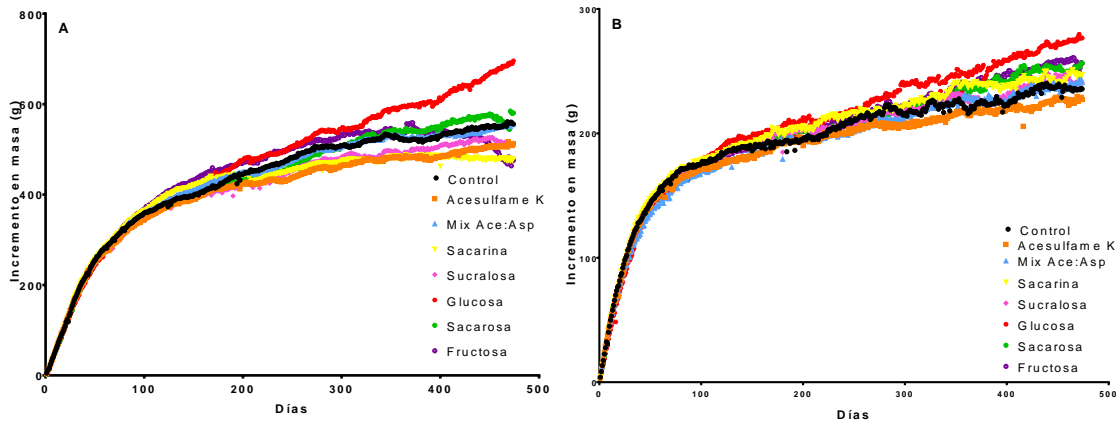 A
800
600
400
200
0
0
100
200
300
400
500
Incremento en masa (g)
Días
Control
Acesulfame K
Mix Ace:Asp
Sacarina
Sucralosa
Glucosa
Sacarosa
Fructosa
B
300
200
100
0
0
100
200
300
400
500
Incremento en masa (g)
Días
Control
Acesulfame K
Mix Ace:Asp
Sacarina
Sucralosa
Glucosa
Sacarosa
Fructosa